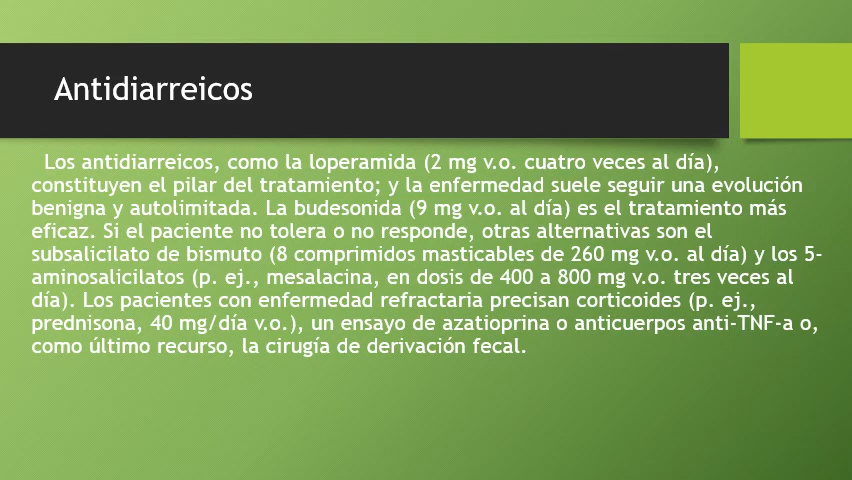 Antidiarreicos
Los antidiarreicos, como la loperamida (2 mg v.o. cuatro veces al día),
constituyen el pilar del tratamiento; y la enfermedad suele seguir una evolución
benigna y autolimitada. La budesonida (9 mg v.o. al día) es el tratamiento más
eficaz. Si el paciente no tolera o no responde, otras alternativas son el
subsalicilato de bismuto (8 comprimidos masticables de 260 mg v.o. al día) y los 5-
aminosalicilatos (p. ej., mesalacina, en dosis de 400 a 800 mg v.o. tres veces al
día). Los pacientes con enfermedad refractaria precisan corticoides (p. ej.,
prednisona, 40 mg/día v.o.), un ensayo de azatioprina o anticuerpos anti-TNF-a o,
como último recurso, la cirugía de derivación fecal.